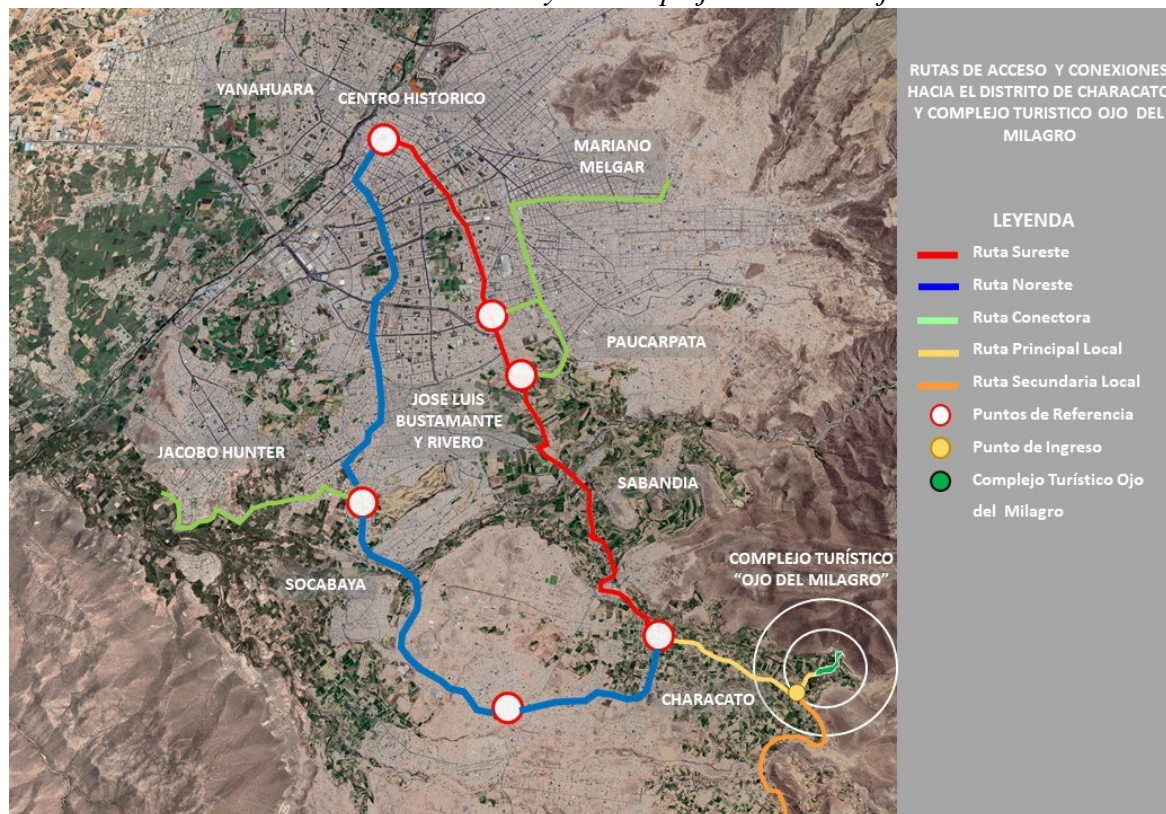 RUTAS DE ACCESO Y CONEXIONES
HACIA EL DISTRITO DE CHARACATO
Y COMPLEJO TURISTICO OJO DEL
MILAGRO
YANAHUARA
CENTRO HISTORICO
MARIANO
MELGAR
PAUCARPATA
JOSE LUIS
BUSTAMANTE
Y RIVERO
JACOBO HUNTER
SABANDIA
SOCABAYA
COMPLEJO TURÍSTICO
“OJO DEL MILAGRO”
CHARACATO
LEYENDA
Ruta Sureste
Ruta Noreste
Ruta Conectora
Ruta Principal Local
Ruta Secundaria Local
Puntos de Referencia
Punto de Ingreso
Complejo Turístico Ojo
del Milagro